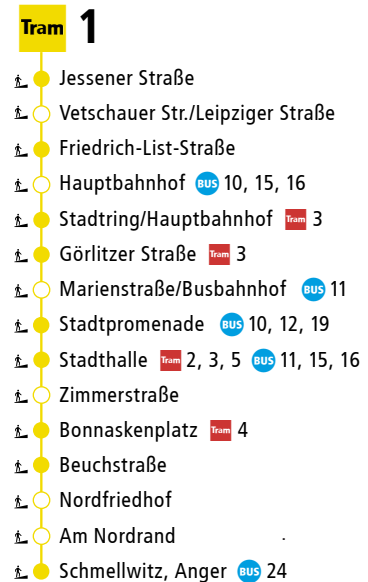 Tram 1
Jessener Straße
Vetschauer Str./Leipziger Straße
Friedrich-List-Straße
Hauptbahnhof BUS 10, 15, 16
Stadtring/Hauptbahnhof Tram 3
Görlitzer Straße Tram 3
Marienstraße/Busbahnhof BUS 11
Stadtpromenade BUS 10, 12, 19
Stadthalle Tram 2, 3, 5 BUS 11, 15, 16
Zimmerstraße
Bonnaskenplatz Tram 4
Beuchstraße
Nordfriedhof
Am Nordrand
Schmellwitz, Anger BUS 24